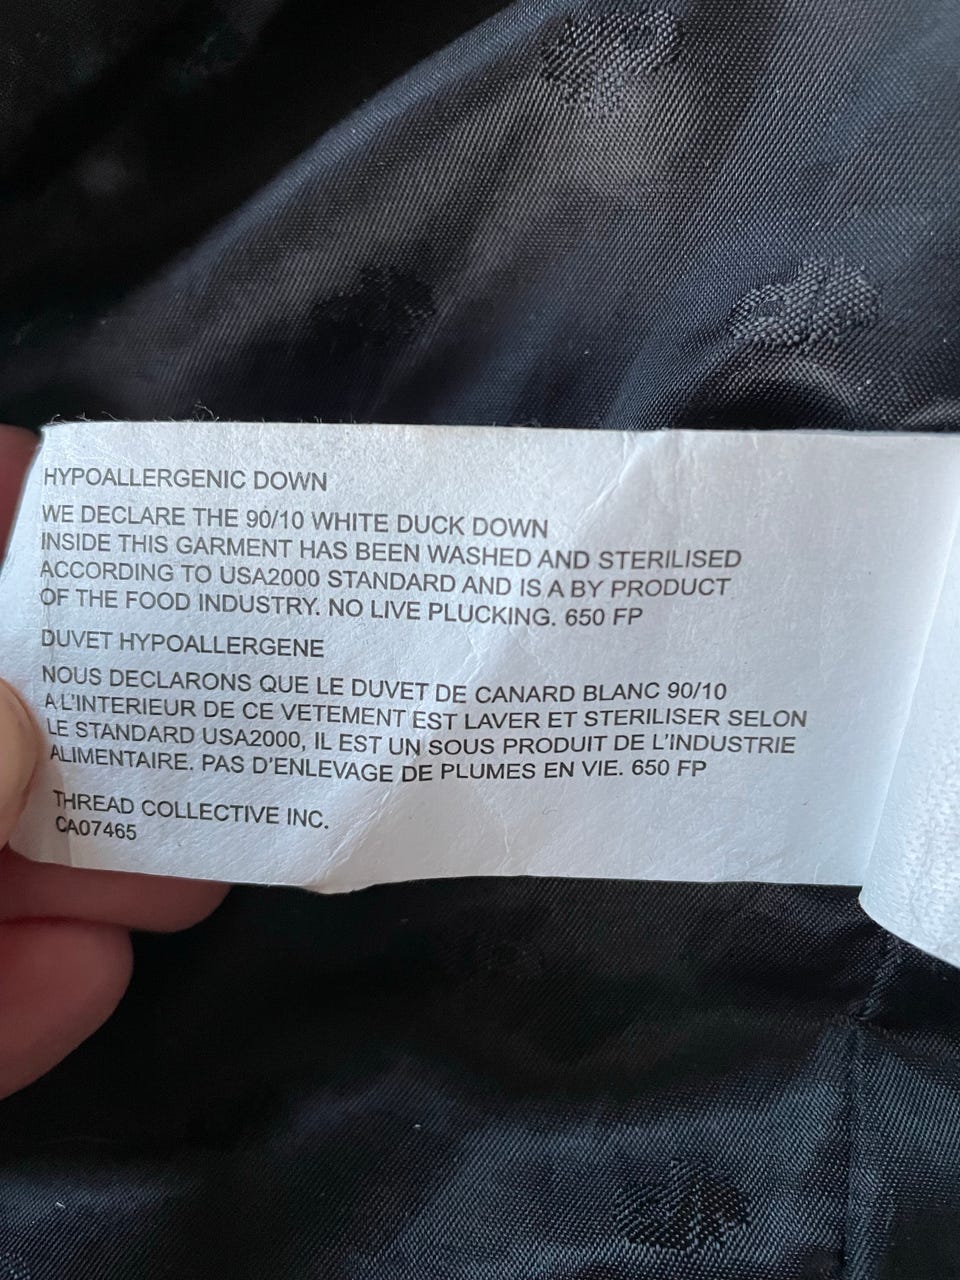 HYPOALLERGENIC DOWN
WE DECLARE THE 90/10 WHITE DUCK DOWN
INSIDE THIS GARMENT HAS BEEN WASHED AND STERILISED
ACCORDING TO USA2000 STANDARD AND IS A BY PRODUCT
OF THE FOOD INDUSTRY. NO LIVE PLUCKING. 650 FP
DUVET HYPOALLERGENE
NOUS DECLARONS QUE LE DUVET DE CANARD BLANC 90/10
A L'INTERIEUR DE CE VETEMENT EST LAVER ET STERILISER SELON
LE STANDARD USA2000, IL EST UN SOUS PRODUIT DE L'INDUSTRIE
ALIMENTAIRE. PAS D'ENLEVAGE DE PLUMES EN VIE. 650 FP
THREAD COLLECTIVE INC.
CA07465